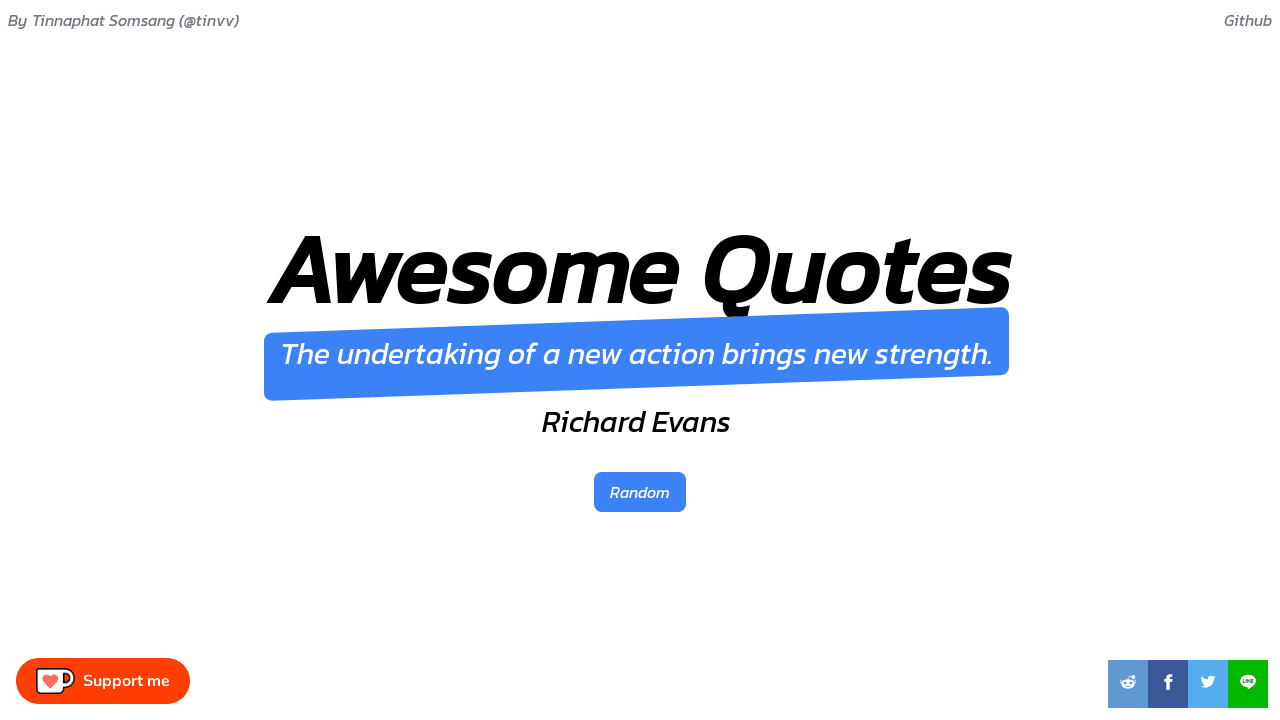 By Tinnaphat Somsang (@tinvv)
Github
Awesome Quotes
The undertaking of a new action brings new strength.
Richard Evans
Random
Support me
LINE